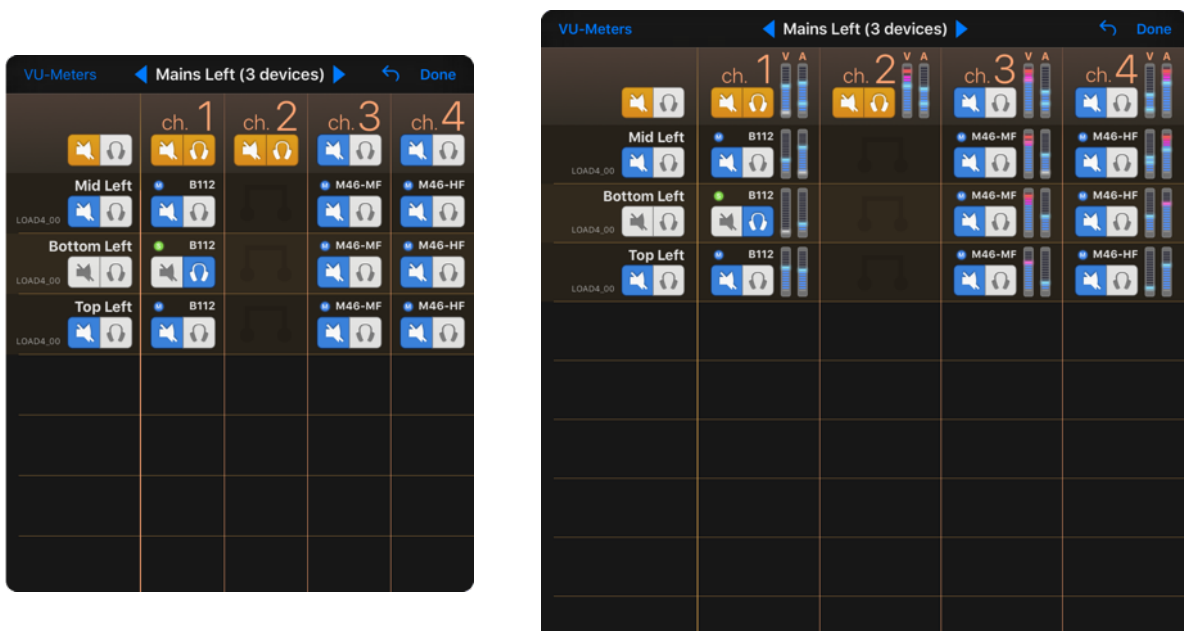 VU-Meters Mains Left (3 devices) Done
ch. 1 ch. 2 ch. 3 ch. 4
Mid Left M B112 M M46-MF M M46-HF
LOAD4_00
Bottom Left S B112 M M46-MF M M46-HF
LOAD4_00
Top Left M B112 M M46-MF M M46-HF
LOAD4_00
VU-Meters Mains Left (3 devices) Done
ch. 1 V A ch. 2 V A ch. 3 V A ch. 4 V A
Mid Left M B112 M M46-MF M M46-HF
LOAD4_00
Bottom Left S B112 M M46-MF M M46-HF
LOAD4_00
Top Left M B112 M M46-MF M M46-HF
LOAD4_00